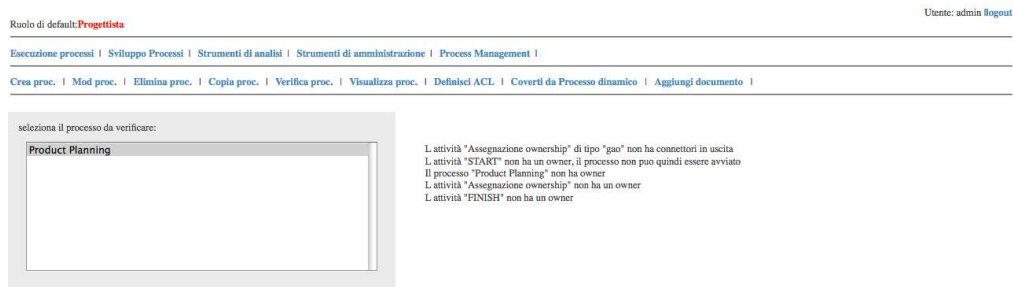 Utente: admin llogout
Ruolo di default:Progettista
Esecuzione processi | Sviluppo Processi | Strumenti di analisi | Strumenti di amministrazione | Process Management |
Crea proc. | Mod proc. | Elimina proc. | Copia proc. | Verifica proc. | Visualizza proc. | Definisci ACL | Coverti da Processo dinamico | Aggiungi documento |
seleziona il processo da verificare:
Product Planning
L attività "Assegnazione ownership" di tipo "gao" non ha connettori in uscita
L attività "START" non ha un owner, il processo non puo quindi essere avviato
Il processo "Product Planning" non ha owner
L attività "Assegnazione ownership" non ha un owner
L attività "FINISH" non ha un owner